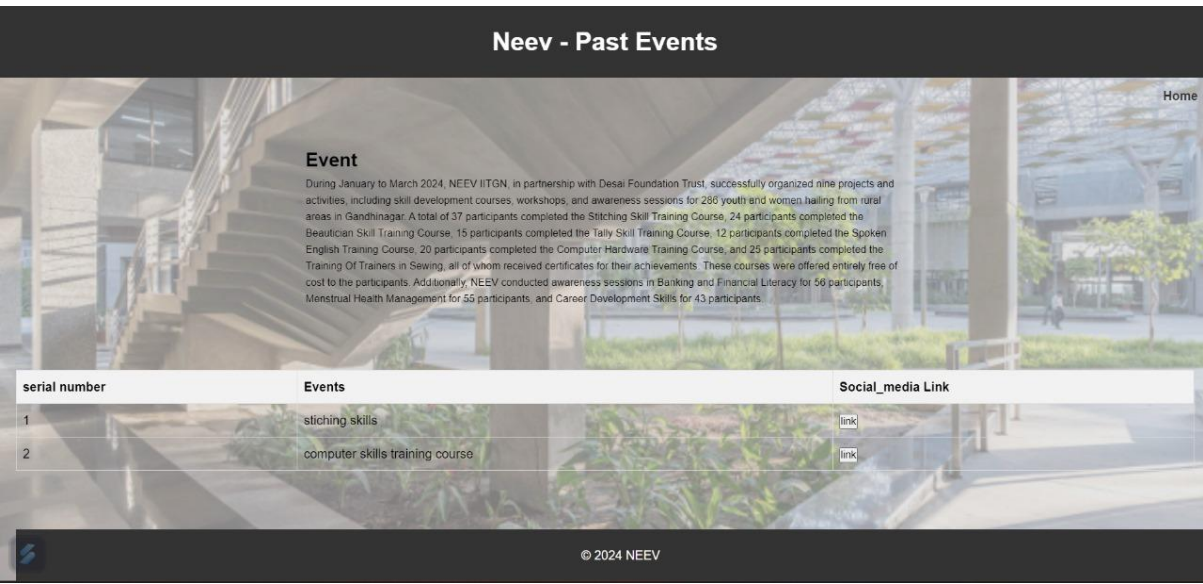 Neev - Past Events
Home
Event
During January to March 2024, NEEV IITGN, in partnership with Desai Foundation Trust, successfully organized nine projects and
activities, including skill development courses, workshops, and awareness sessions for 286 youth and women hailing from rural
areas in Gandhinagar. A total of 37 participants completed the Stitching Skill Training Course, 24 participants completed the
Beautician Skill Training Course, 15 participants completed the Tally Skill Training Course, 12 participants completed the Spoken
English Training Course, 20 participants completed the Computer Hardware Training Course, and 25 participants completed the
Training Of Trainers in Sewing, all of whom received certificates for their achievements. These courses were offered entirely free of
cost to the participants. Additionally, NEEV conducted awareness sessions in Banking and Financial Literacy for 56 participants,
Menstrual Health Management for 55 participants, and Career Development Skills for 43 participants.
serial number Events Social_media Link
1 stiching skills link
2 computer skills training course link
© 2024 NEEV